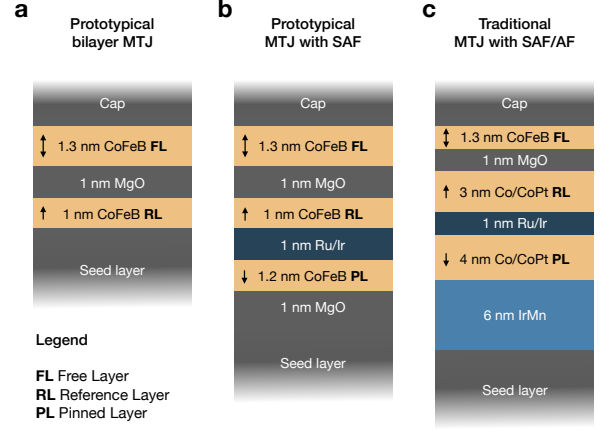 a
Prototypical
bilayer MTJ
Cap
1.3 nm CoFeB FL
1 nm MgO
1 nm CoFeB RL
Seed layer
Legend
FL Free Layer
RL Reference Layer
PL Pinned Layer
b
Prototypical
MTJ with SAF
Cap
1.3 nm CoFeB FL
1 nm MgO
1 nm CoFeB RL
1 nm Ru/Ir
1.2 nm CoFeB PL
1 nm MgO
Seed layer
c
Traditional
MTJ with SAF/AF
Cap
1.3 nm CoFeB FL
1 nm MgO
3 nm Co/CoPt RL
1 nm Ru/Ir
4 nm Co/CoPt PL
6 nm IrMn
Seed layer